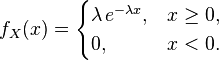 f_X(x) = { λ e^{−λx}, x ≥ 0,
0, x < 0.